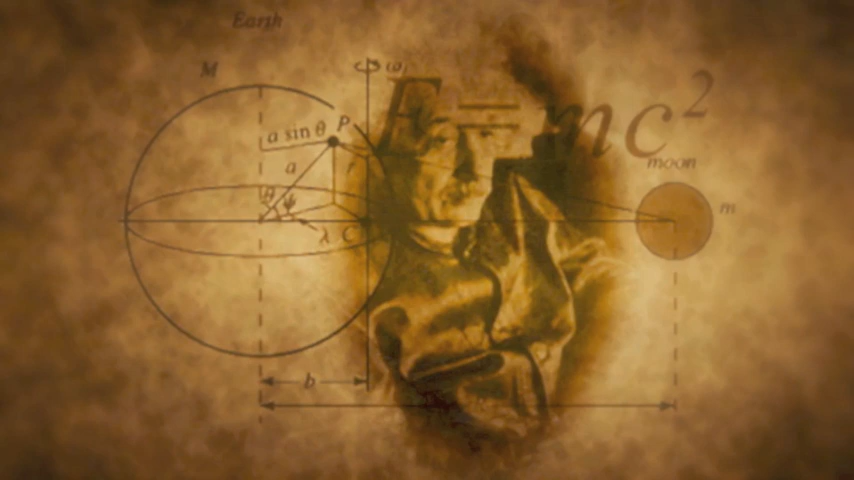 Earth
M
ω
E=mc²
a sin θ P
moon
a
r
m
θ ψ
λ C
b